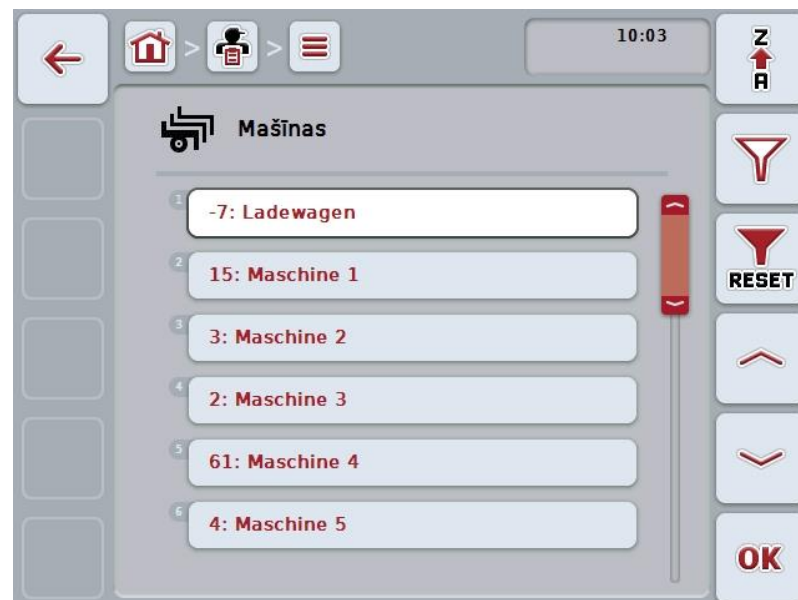 10:03
Z
A
Mašīnas
1
-7: Ladewagen
2
15: Maschine 1
RESET
3
3: Maschine 2
4
2: Maschine 3
5
61: Maschine 4
6
4: Maschine 5
OK